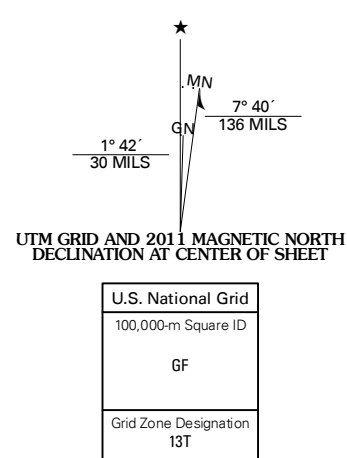 ★
MN
GN
7° 40´
136 MILS
1° 42´
30 MILS
UTM GRID AND 2011 MAGNETIC NORTH
DECLINATION AT CENTER OF SHEET
U.S. National Grid
100,000-m Square ID
GF
Grid Zone Designation
13T